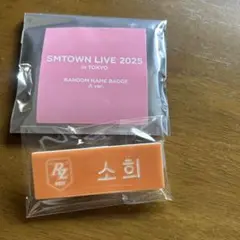 SMTOWN LIVE 2025
in TOKYO
RANDOM NAME BADGE
소희